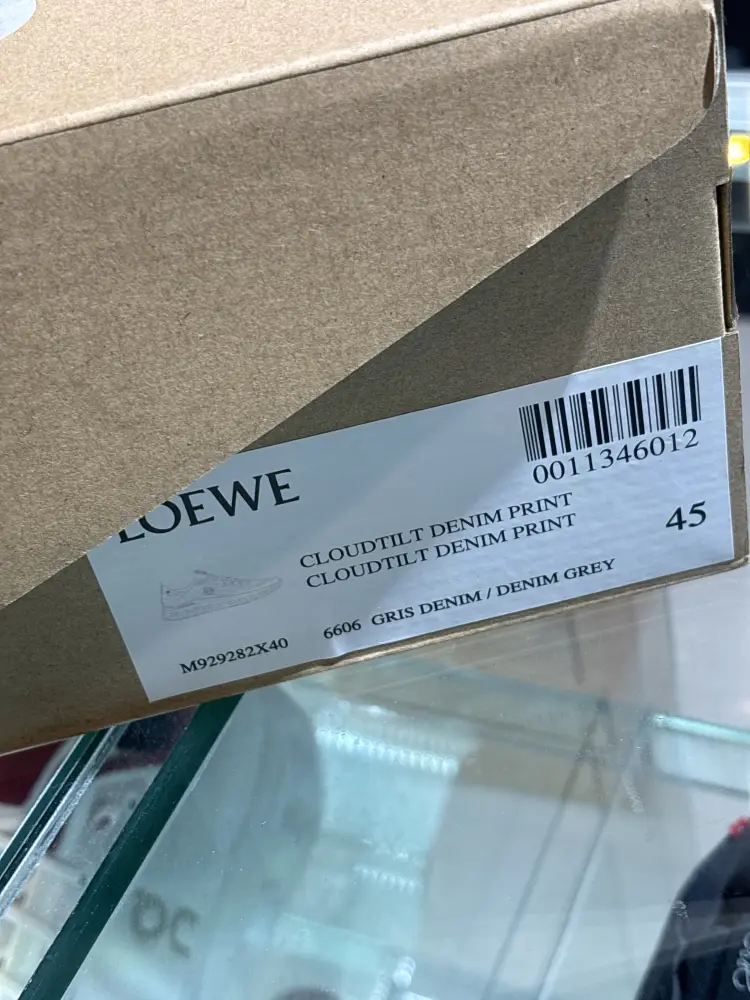 LOEWE
0011346012
CLOUDTILT DENIM PRINT
CLOUDTILT DENIM PRINT
45
M929282X40
6606 GRIS DENIM / DENIM GREY